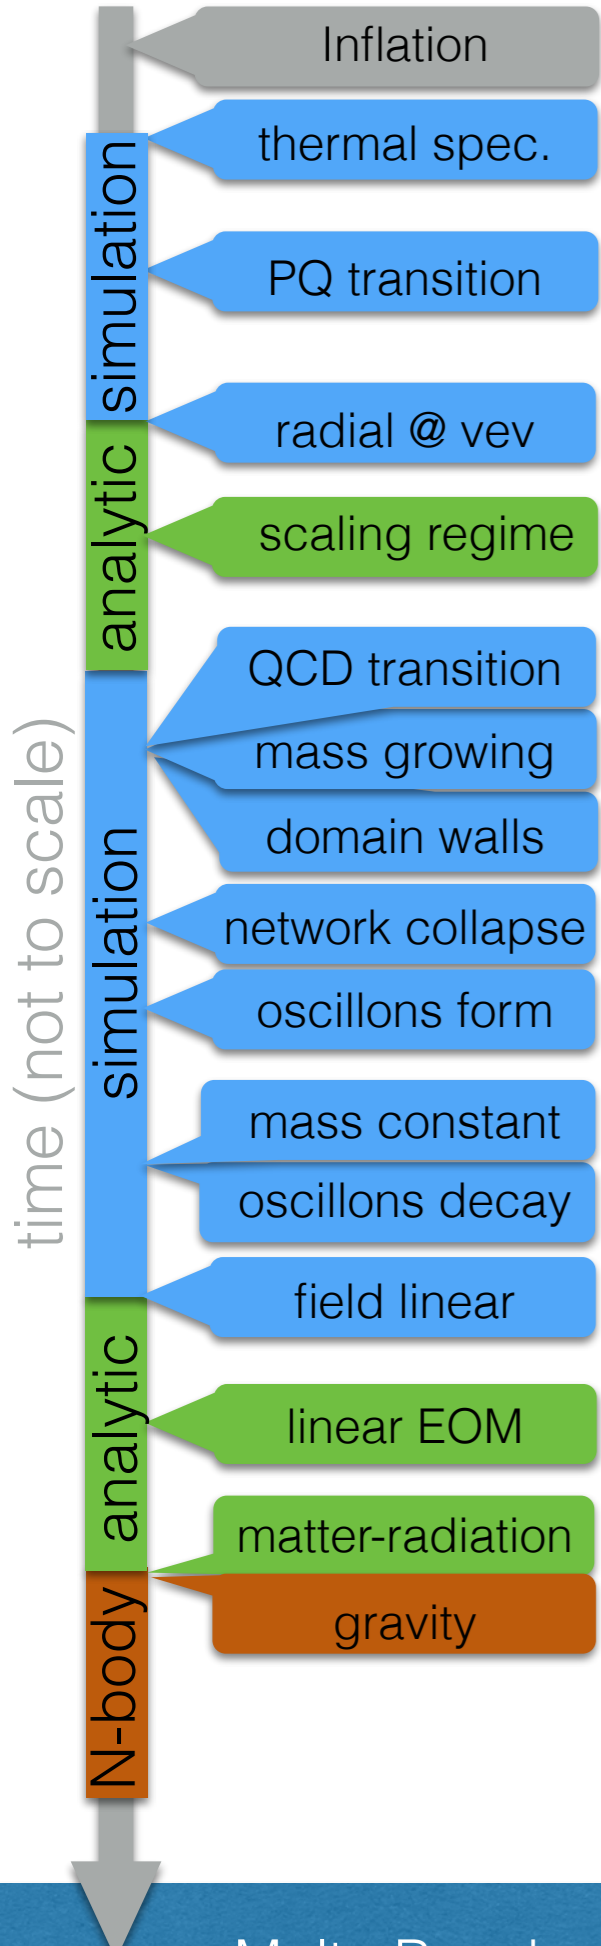 Inflation
thermal spec.
simulation
PQ transition
radial @ vev
analytic
scaling regime
QCD transition
mass growing
domain walls
time (not to scale)
simulation
network collapse
oscillons form
mass constant
oscillons decay
field linear
analytic
linear EOM
matter-radiation
gravity
N-body